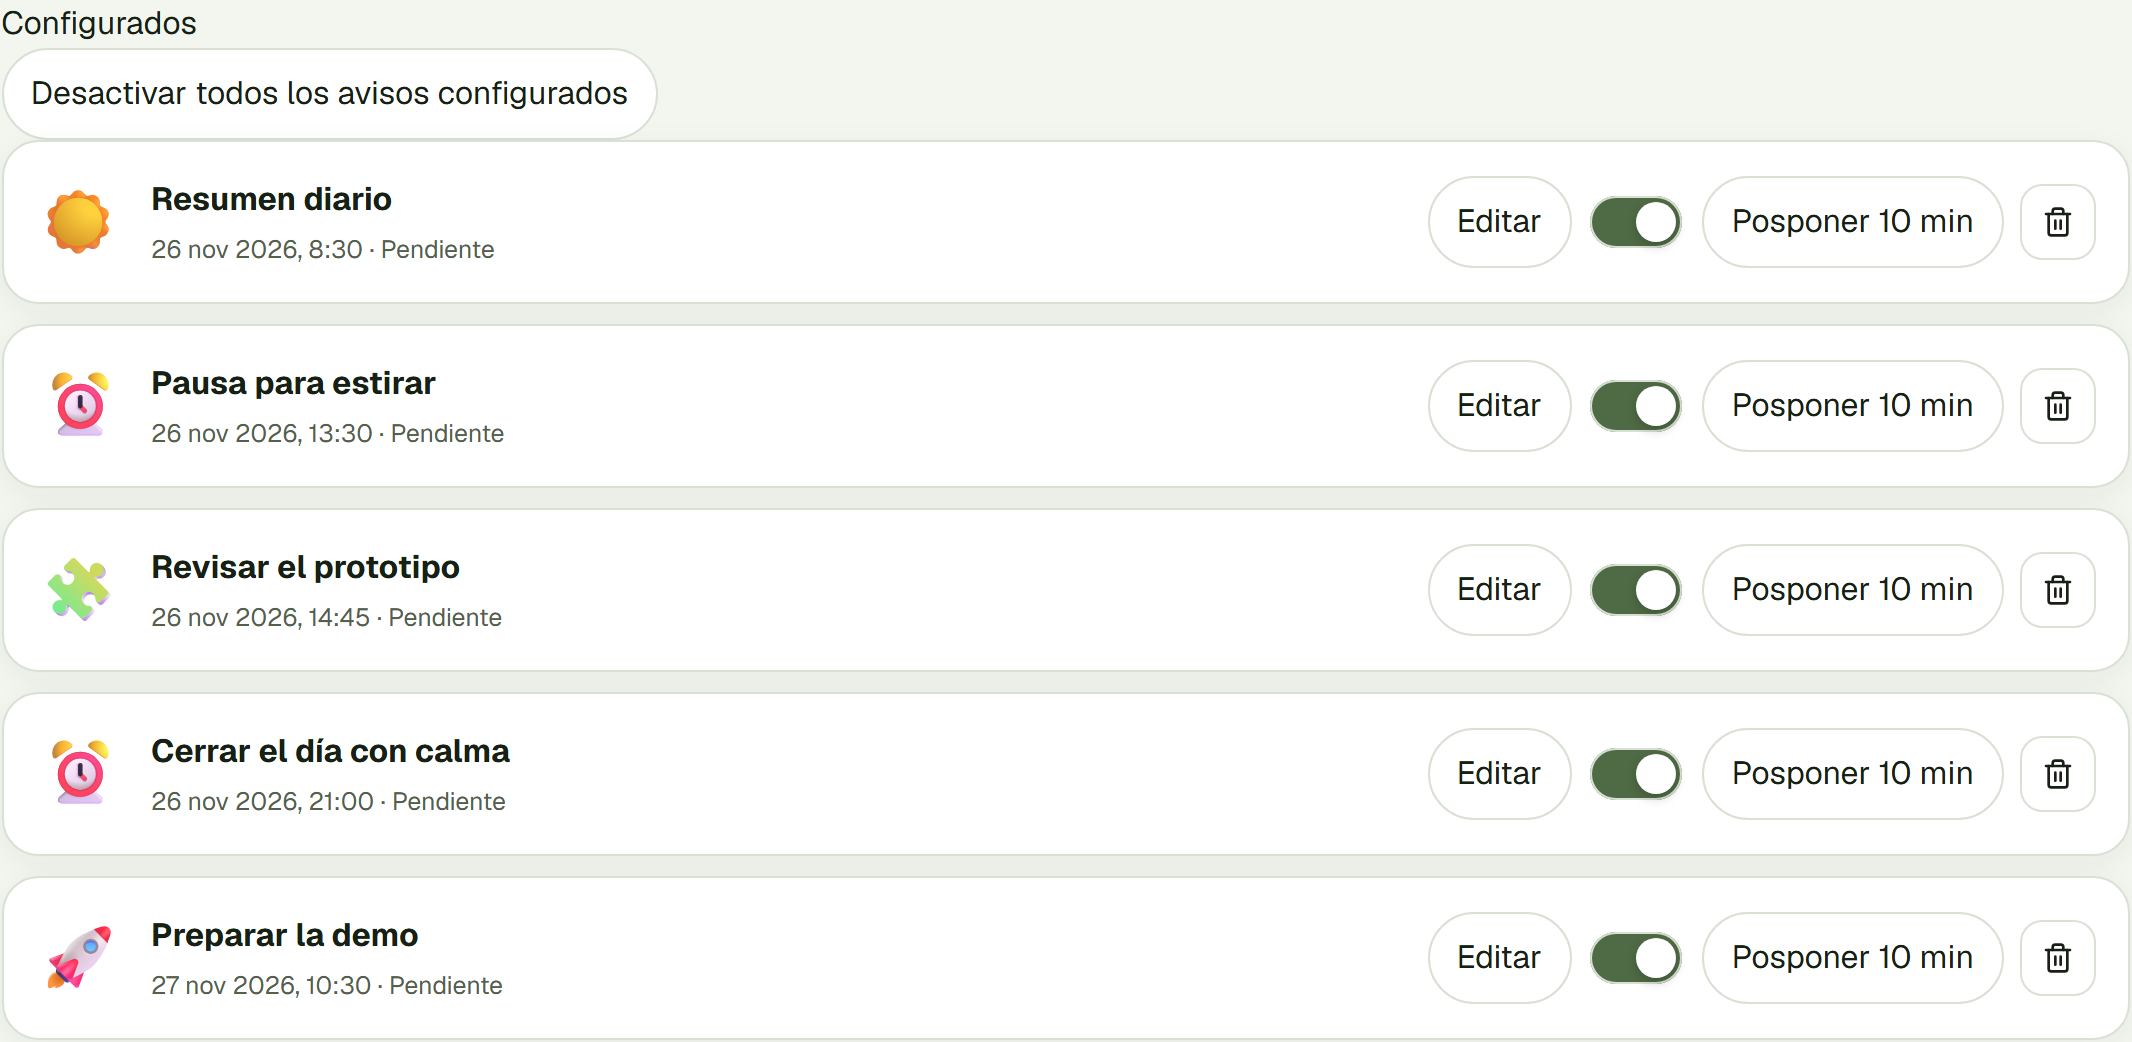 Configurados
Desactivar todos los avisos configurados
Resumen diario
26 nov 2026, 8:30 · Pendiente
Editar
Posponer 10 min
Pausa para estirar
26 nov 2026, 13:30 · Pendiente
Editar
Posponer 10 min
Revisar el prototipo
26 nov 2026, 14:45 · Pendiente
Editar
Posponer 10 min
Cerrar el día con calma
26 nov 2026, 21:00 · Pendiente
Editar
Posponer 10 min
Preparar la demo
27 nov 2026, 10:30 · Pendiente
Editar
Posponer 10 min